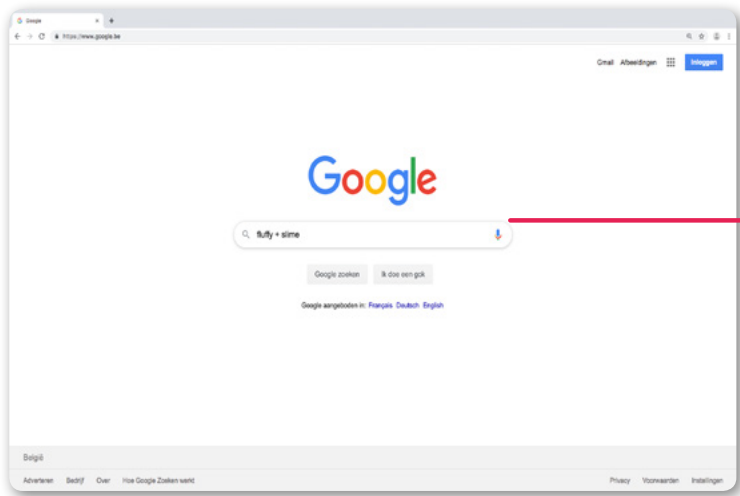 Google
https://www.google.be
Gmail Afbeeldingen Inloggen
Google
fluffy + slime
Google zoeken Ik doe een gok
Google aangeboden in: Français Deutsch English
België
Adverteren Bedrijf Over Hoe Google Zoeken werkt Privacy Voorwaarden Instellingen